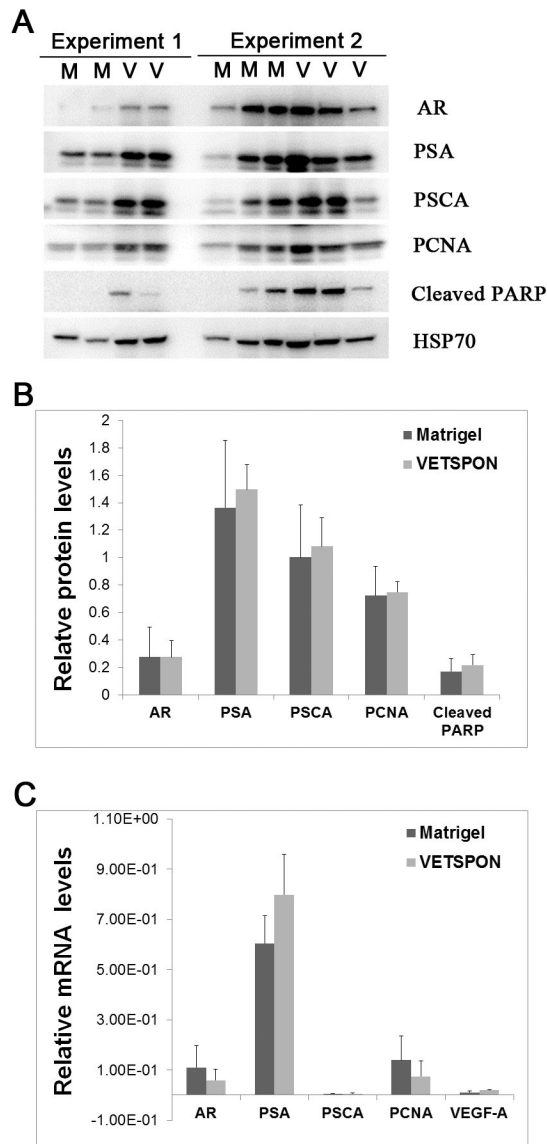 A
Experiment 1 Experiment 2
M M V V M M M V V V
AR
PSA
PSCA
PCNA
Cleaved PARP
HSP70
B
Relatve protein levels
2
1.8
1.6
1.4
1.2
1
0.8
0.6
0.4
0.2
0
Matrigel
VETSPON
AR PSA PSCA PCNA Cleaved
PARP
C
Relative mRNA levels
1.10E+00
9.00E-01
7.00E-01
5.00E-01
3.00E-01
1.00E-01
-1.00E-01
Matrigel
VETSPON
AR PSA PSCA PCNA VEGF-A